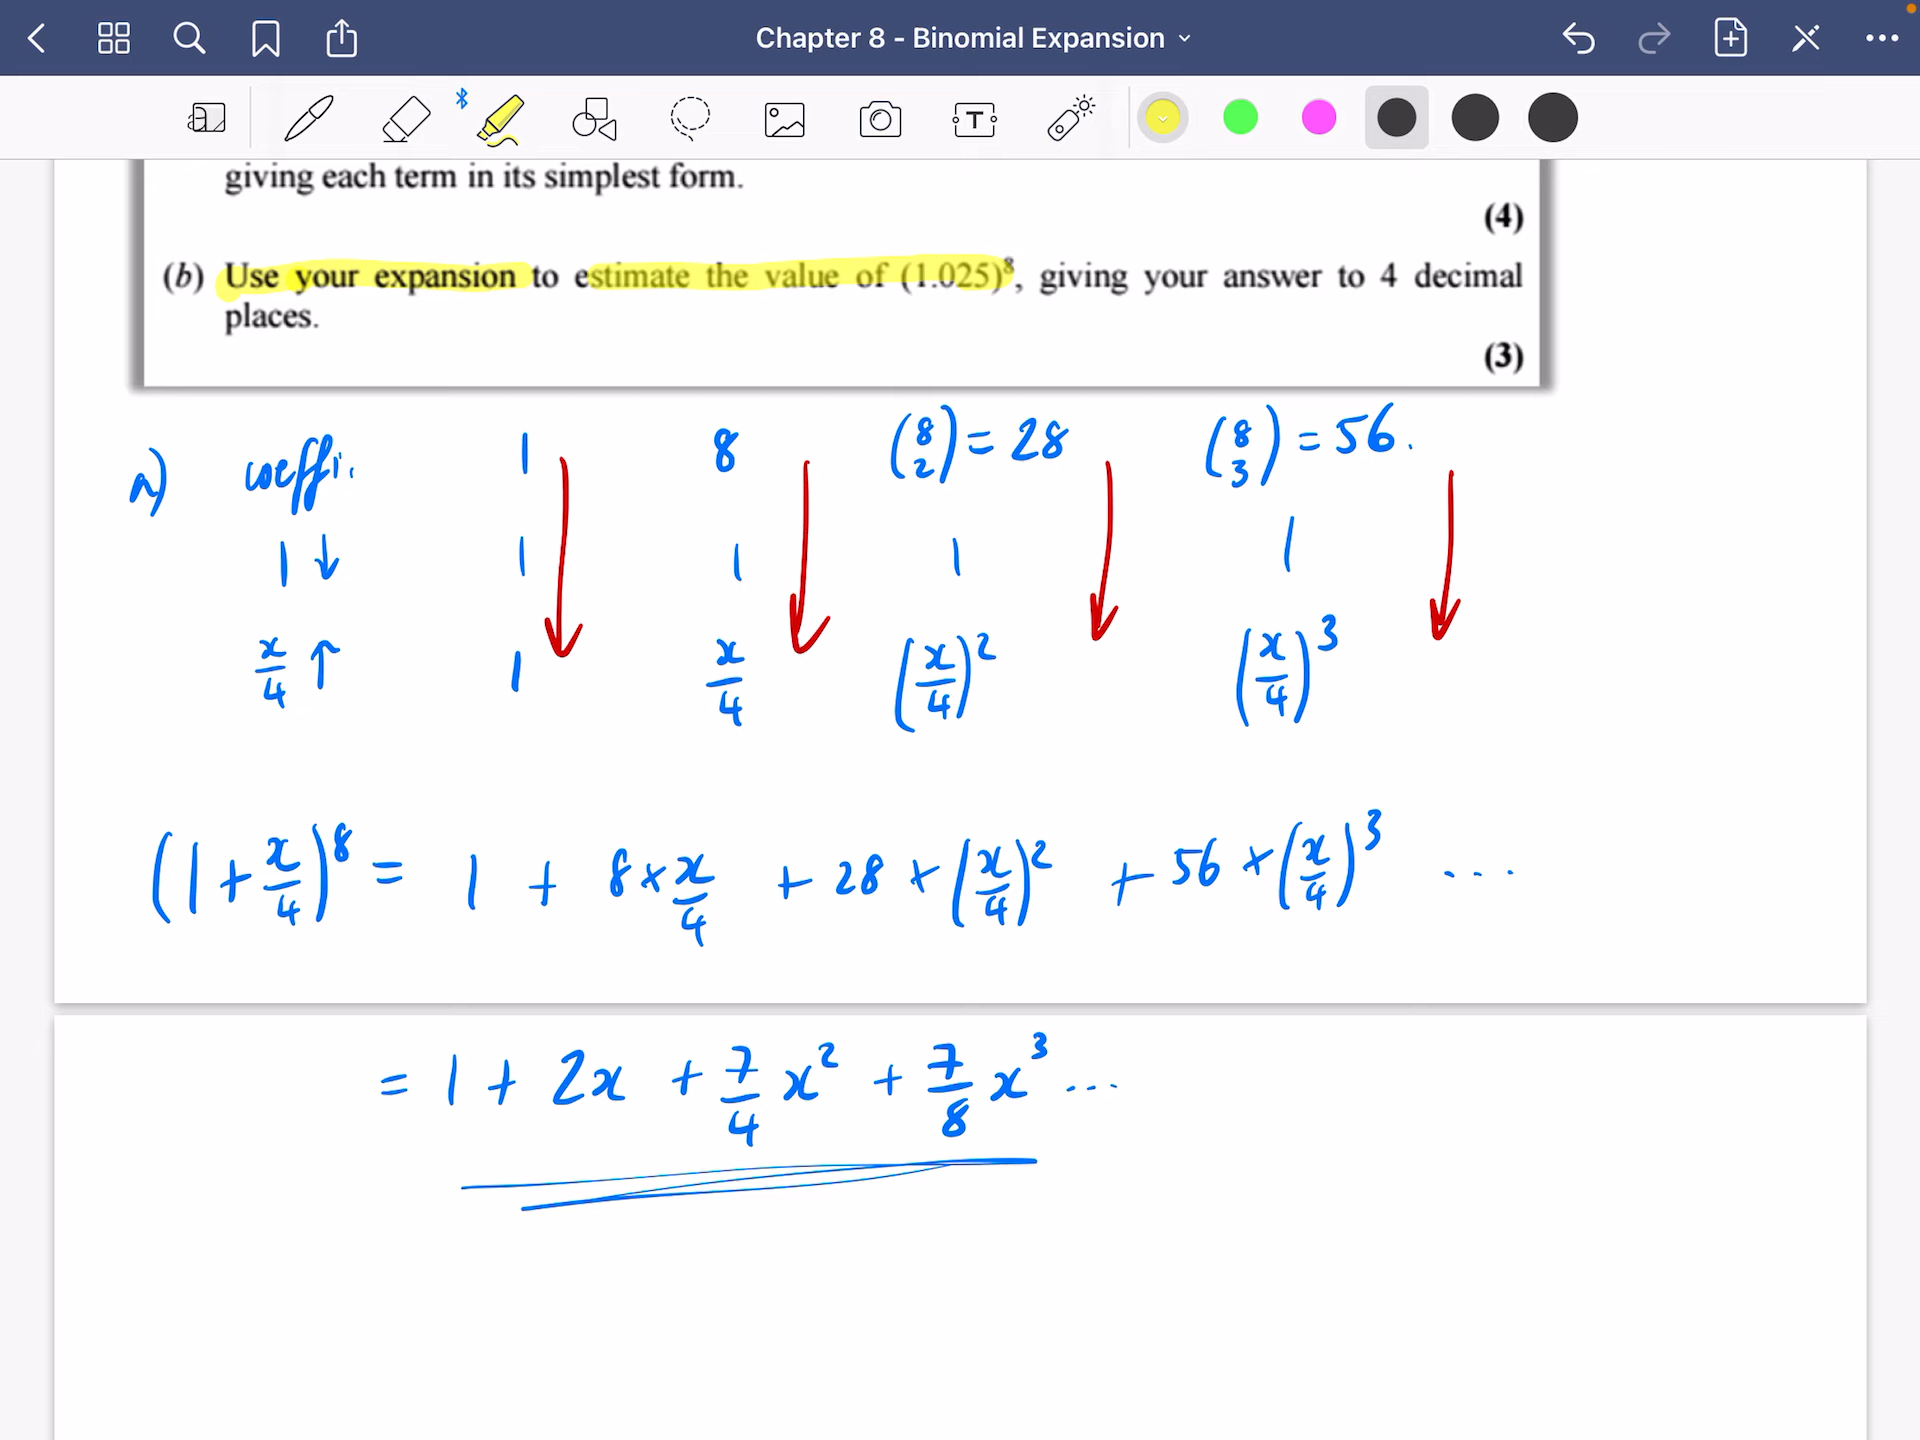 Chapter 8 - Binomial Expansion
giving each term in its simplest form.
(4)
(b) Use your expansion to estimate the value of (1.025)⁸, giving your answer to 4 decimal
places.
(3)
a) coeffi. 1 8 (8 2) = 28 (8 3) = 56.
1 ↓ 1 1 1 1
x/4 ↑ 1 x/4 (x/4)² (x/4)³
(1 + x/4)⁸ = 1 + 8 × x/4 + 28 × (x/4)² + 56 × (x/4)³ ...
= 1 + 2x + 7/4 x² + 7/8 x³ ...